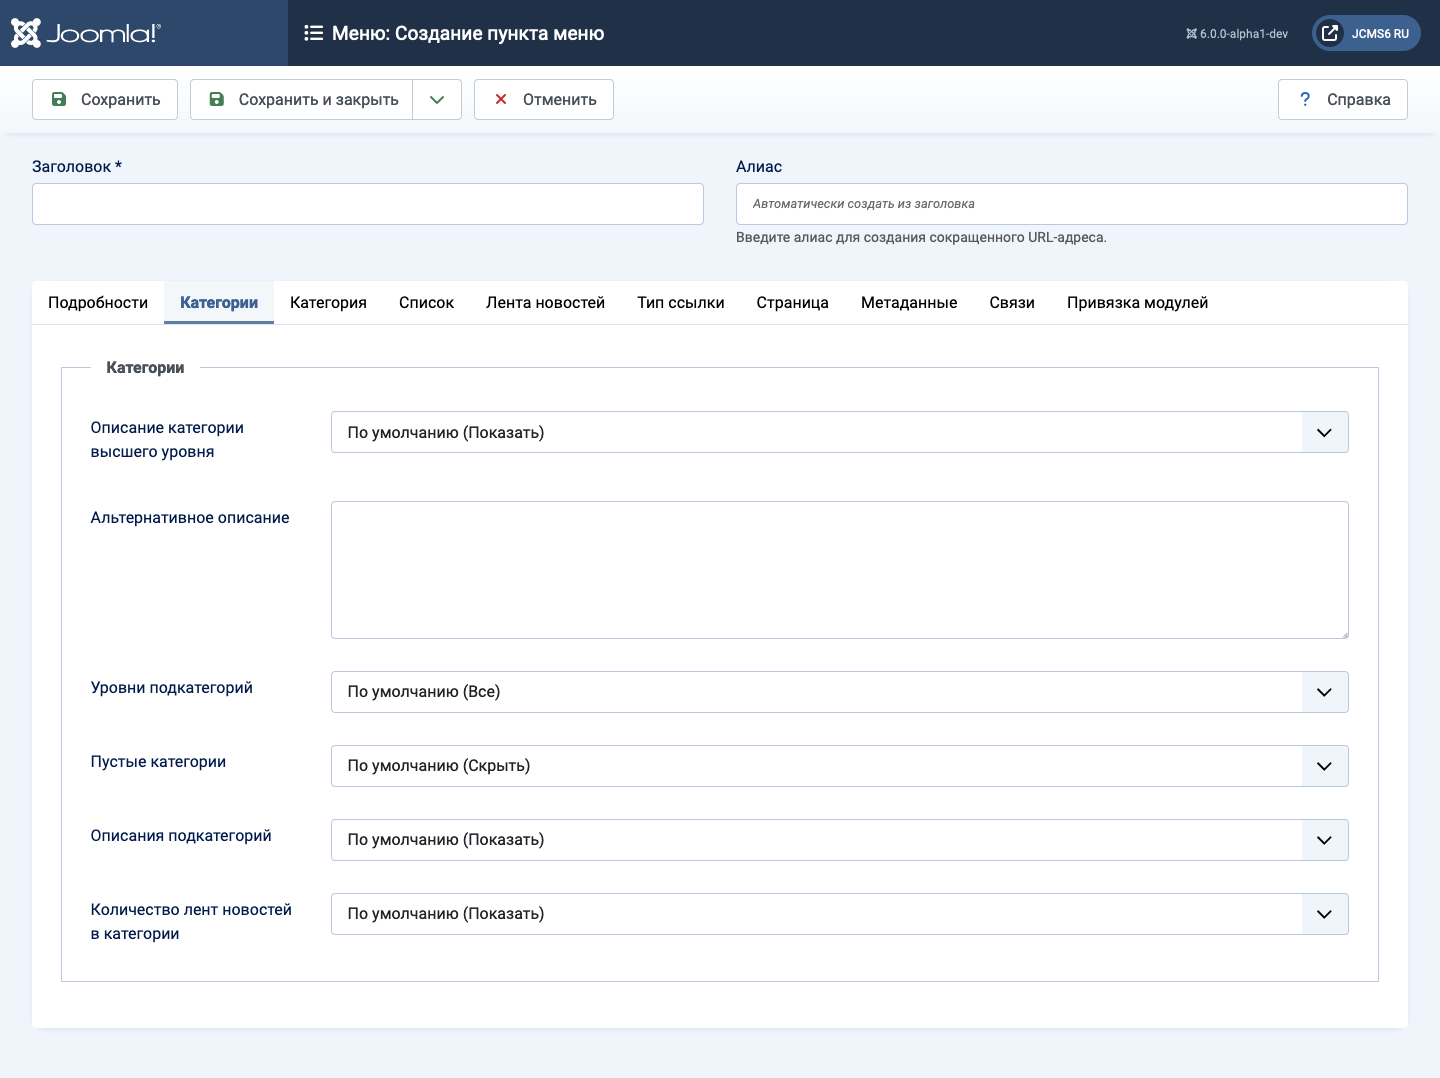 Joomla!®
Меню: Создание пункта меню
6.0.0-alpha1-dev
JCMS6 RU
Сохранить
Сохранить и закрыть
Отменить
? Справка
Заголовок *
Алиас
Автоматически создать из заголовка
Введите алиас для создания сокращенного URL-адреса.
Подробности
Категории
Категория
Список
Лента новостей
Тип ссылки
Страница
Метаданные
Связи
Привязка модулей
Категории
Описание категории
высшего уровня
По умолчанию (Показать)
Альтернативное описание
Уровни подкатегорий
По умолчанию (Все)
Пустые категории
По умолчанию (Скрыть)
Описания подкатегорий
По умолчанию (Показать)
Количество лент новостей
в категории
По умолчанию (Показать)